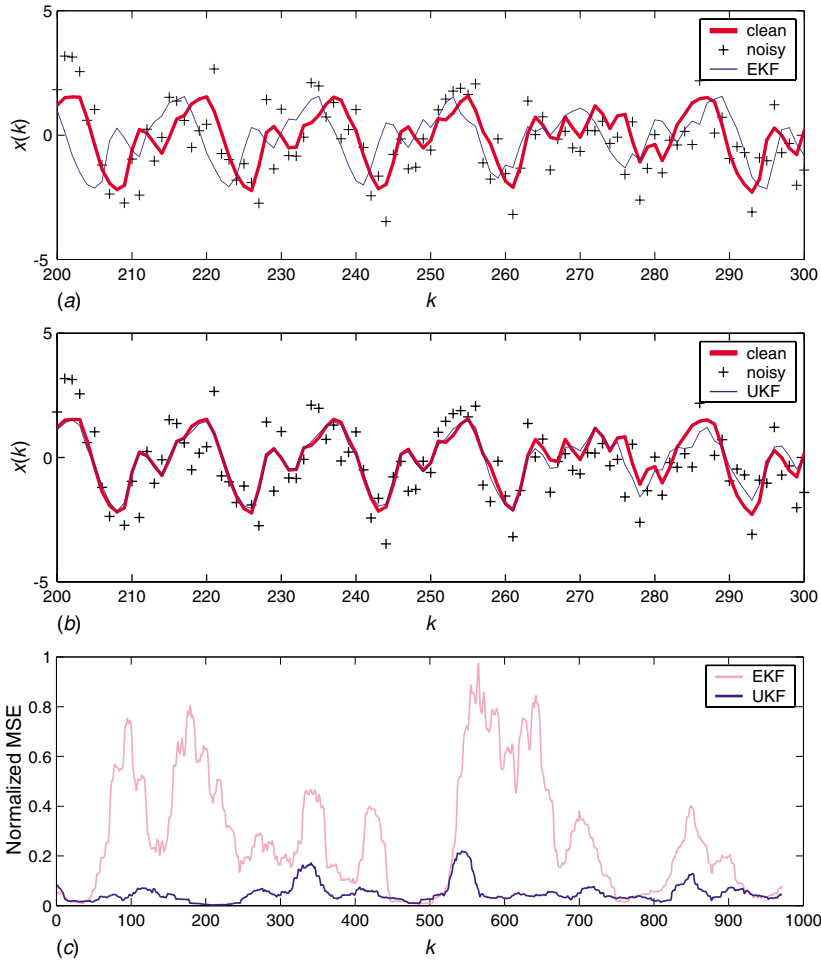 5
0
-5
x(k)
clean
noisy
EKF
200 210 220 230 240 250 260 270 280 290 300
(a) k
5
0
-5
x(k)
clean
noisy
UKF
200 210 220 230 240 250 260 270 280 290 300
(b) k
1
0.8
0.6
0.4
0.2
0
Normalized MSE
EKF
UKF
0 100 200 300 400 500 600 700 800 900 1000
(c) k